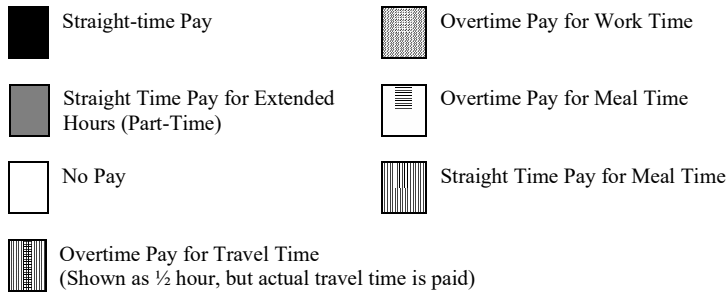 Straight-time Pay
Overtime Pay for Work Time
Straight Time Pay for Extended
Hours (Part-Time)
Overtime Pay for Meal Time
No Pay
Straight Time Pay for Meal Time
Overtime Pay for Travel Time
(Shown as ½ hour, but actual travel time is paid)